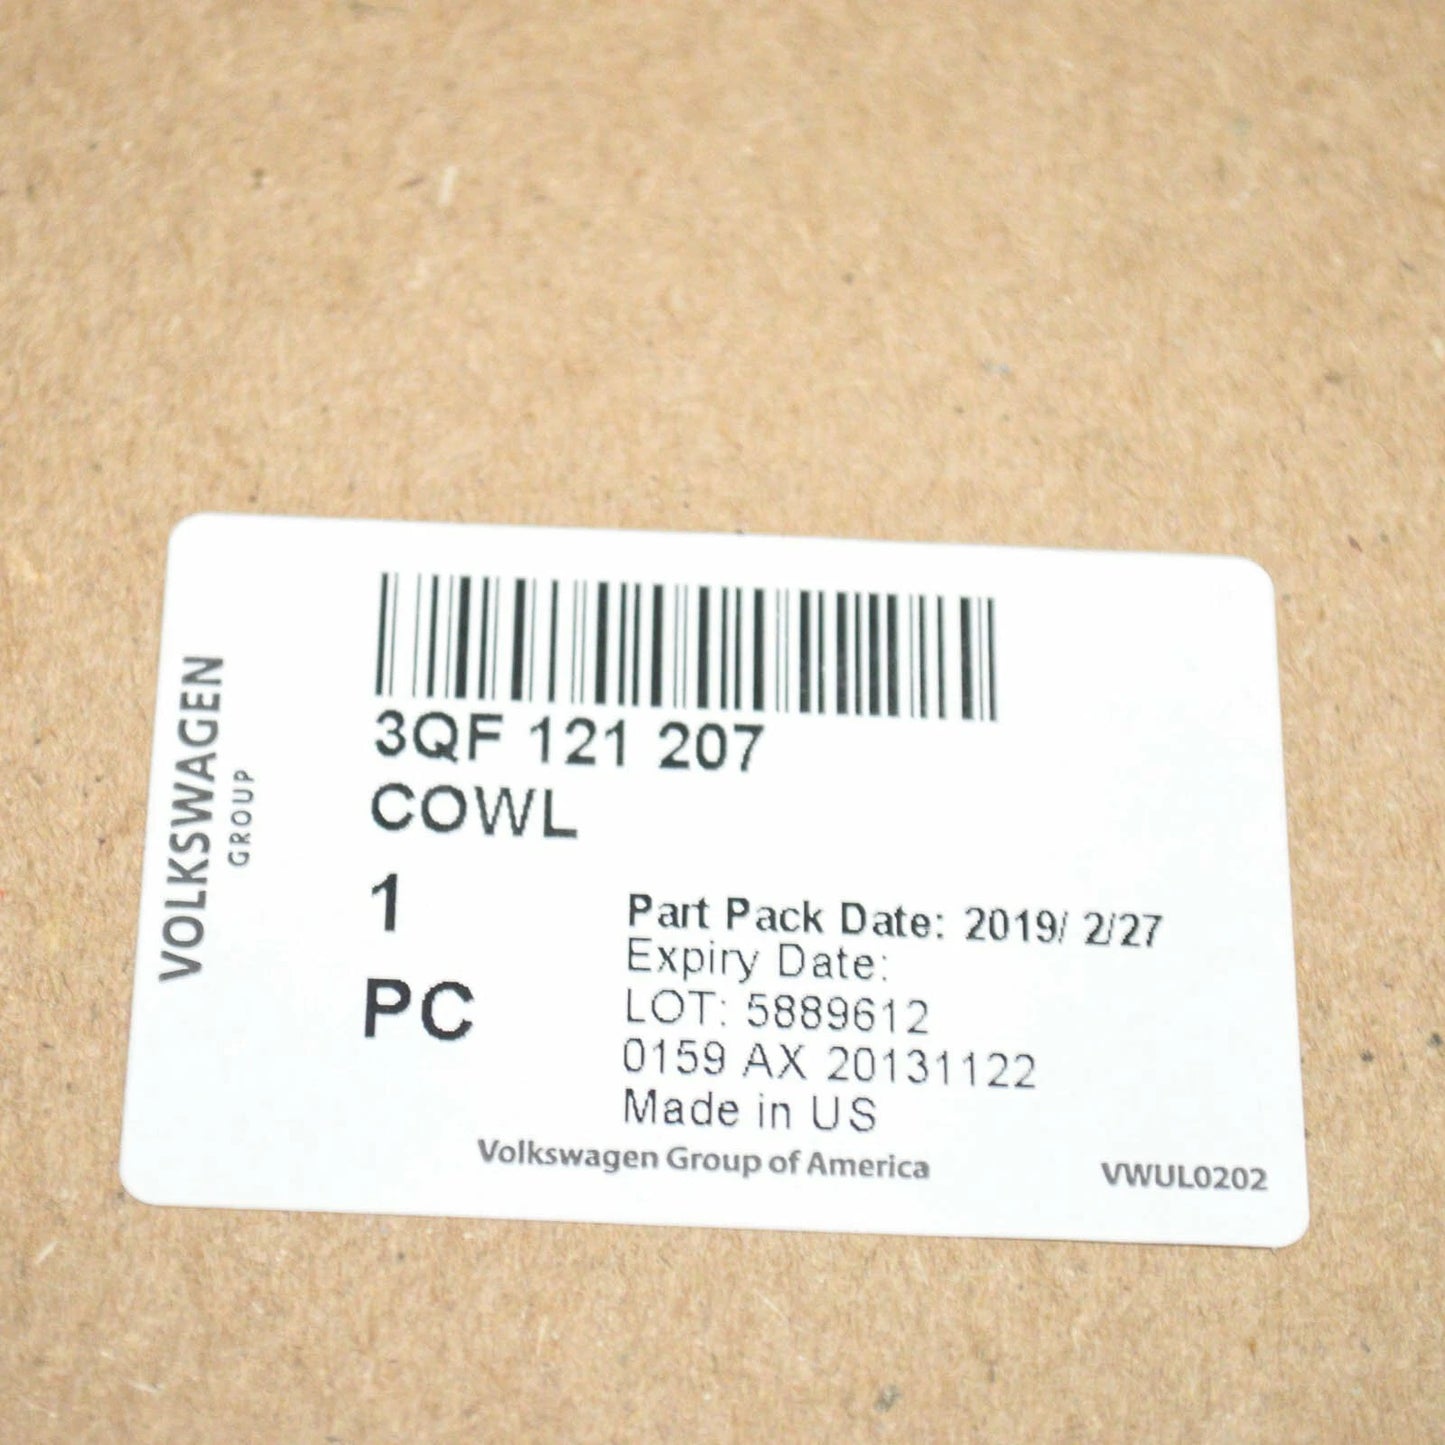 VOLKSWAGEN
GROUP
3QF 121 207
COWL
1
PC
Part Pack Date: 2019/ 2/27
Expiry Date:
LOT: 5889612
0159 AX 20131122
Made in US
Volkswagen Group of America
VWUL0202